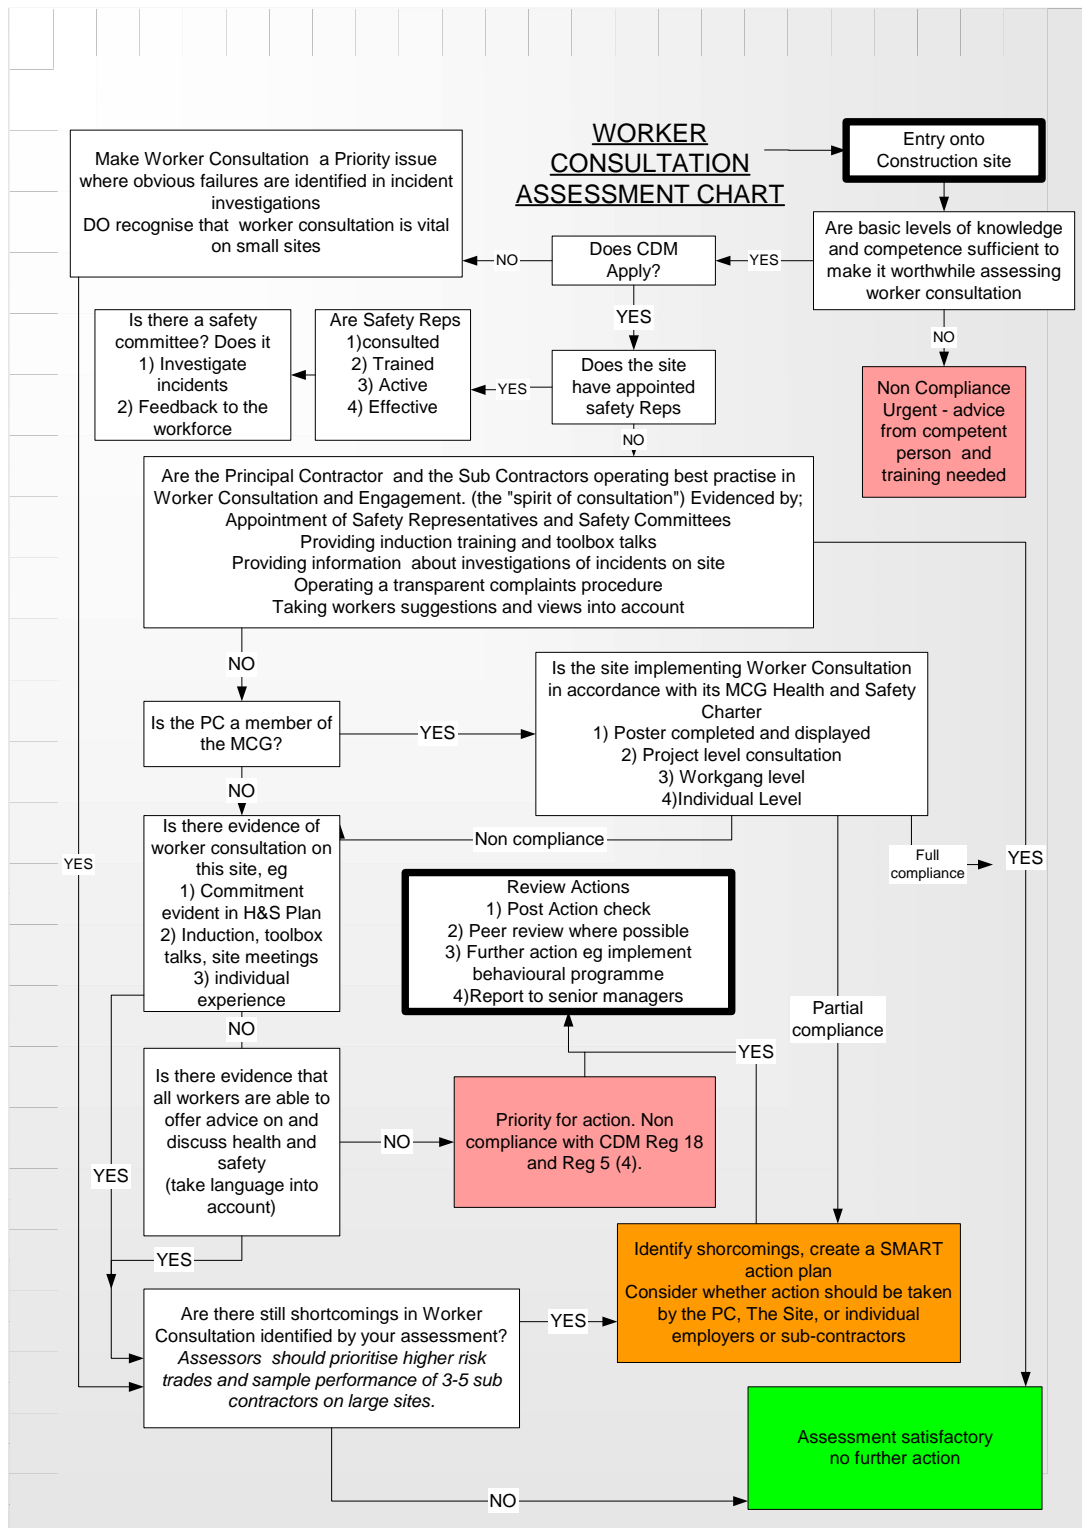 WORKER
CONSULTATION
ASSESSMENT CHART
Entry onto
Construction site
Make Worker Consultation  a Priority issue
where obvious failures are identified in incident
investigations
DO recognise that  worker consultation is vital
on small sites
Are basic levels of knowledge
and competence sufficient to
make it worthwhile assessing
worker consultation
YES
Does CDM
Apply?
NO
YES
NO
Non Compliance
Urgent - advice
from competent
person  and
training needed
Does the site
have appointed
safety Reps
YES
Are Safety Reps
1)consulted
2) Trained
3) Active
4) Effective
Is there a safety
committee? Does it
1) Investigate
incidents
2) Feedback to the
workforce
NO
Are the Principal Contractor  and the Sub Contractors operating best practise in
Worker Consultation and Engagement. (the "spirit of consultation") Evidenced by;
Appointment of Safety Representatives and Safety Committees
Providing induction training and toolbox talks
Providing information  about investigations of incidents on site
Operating a transparent complaints procedure
Taking workers suggestions and views into account
NO
Is the PC a member of
the MCG?
YES
Is the site implementing Worker Consultation
in accordance with its MCG Health and Safety
Charter
1) Poster completed and displayed
2) Project level consultation
3) Workgang level
4)Individual Level
NO
Non compliance
Full
compliance
YES
YES
Is there evidence of
worker consultation on
this site, eg
1) Commitment
evident in H&S Plan
2) Induction, toolbox
talks, site meetings
3) individual
experience
Review Actions
1) Post Action check
2) Peer review where possible
3) Further action eg implement
behavioural programme
4)Report to senior managers
Partial
compliance
NO
YES
Is there evidence that
all workers are able to
offer advice on and
discuss health and
safety
(take language into
account)
NO
Priority for action. Non
compliance with CDM Reg 18
and Reg 5 (4).
YES
YES
Identify shorcomings, create a SMART
action plan
Consider whether action should be taken
by the PC, The Site, or individual
employers or sub-contractors
Are there still shortcomings in Worker
Consultation identified by your assessment?
Assessors  should prioritise higher risk
trades and sample performance of 3-5 sub
contractors on large sites.
YES
Assessment satisfactory
no further action
NO